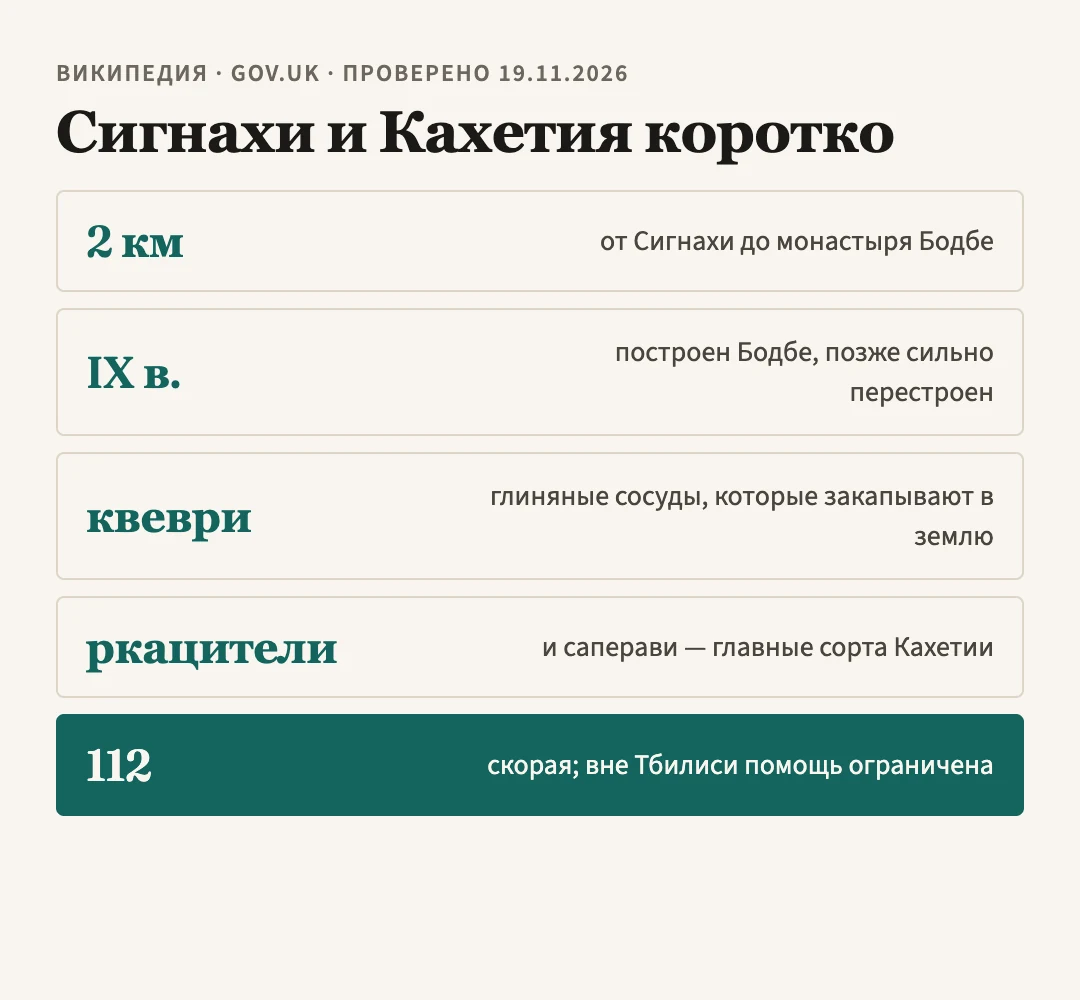 ВИКИПЕДИЯ · GOV.UK · ПРОВЕРЕНО 19.11.2026
Сигнахи и Кахетия коротко
2 км
от Сигнахи до монастыря Бодбе
IX в.
построен Бодбе, позже сильно
перестроен
квеври
глиняные сосуды, которые закапывают в
землю
ркацители
и саперави — главные сорта Кахетии
112
скорая; вне Тбилиси помощь ограничена